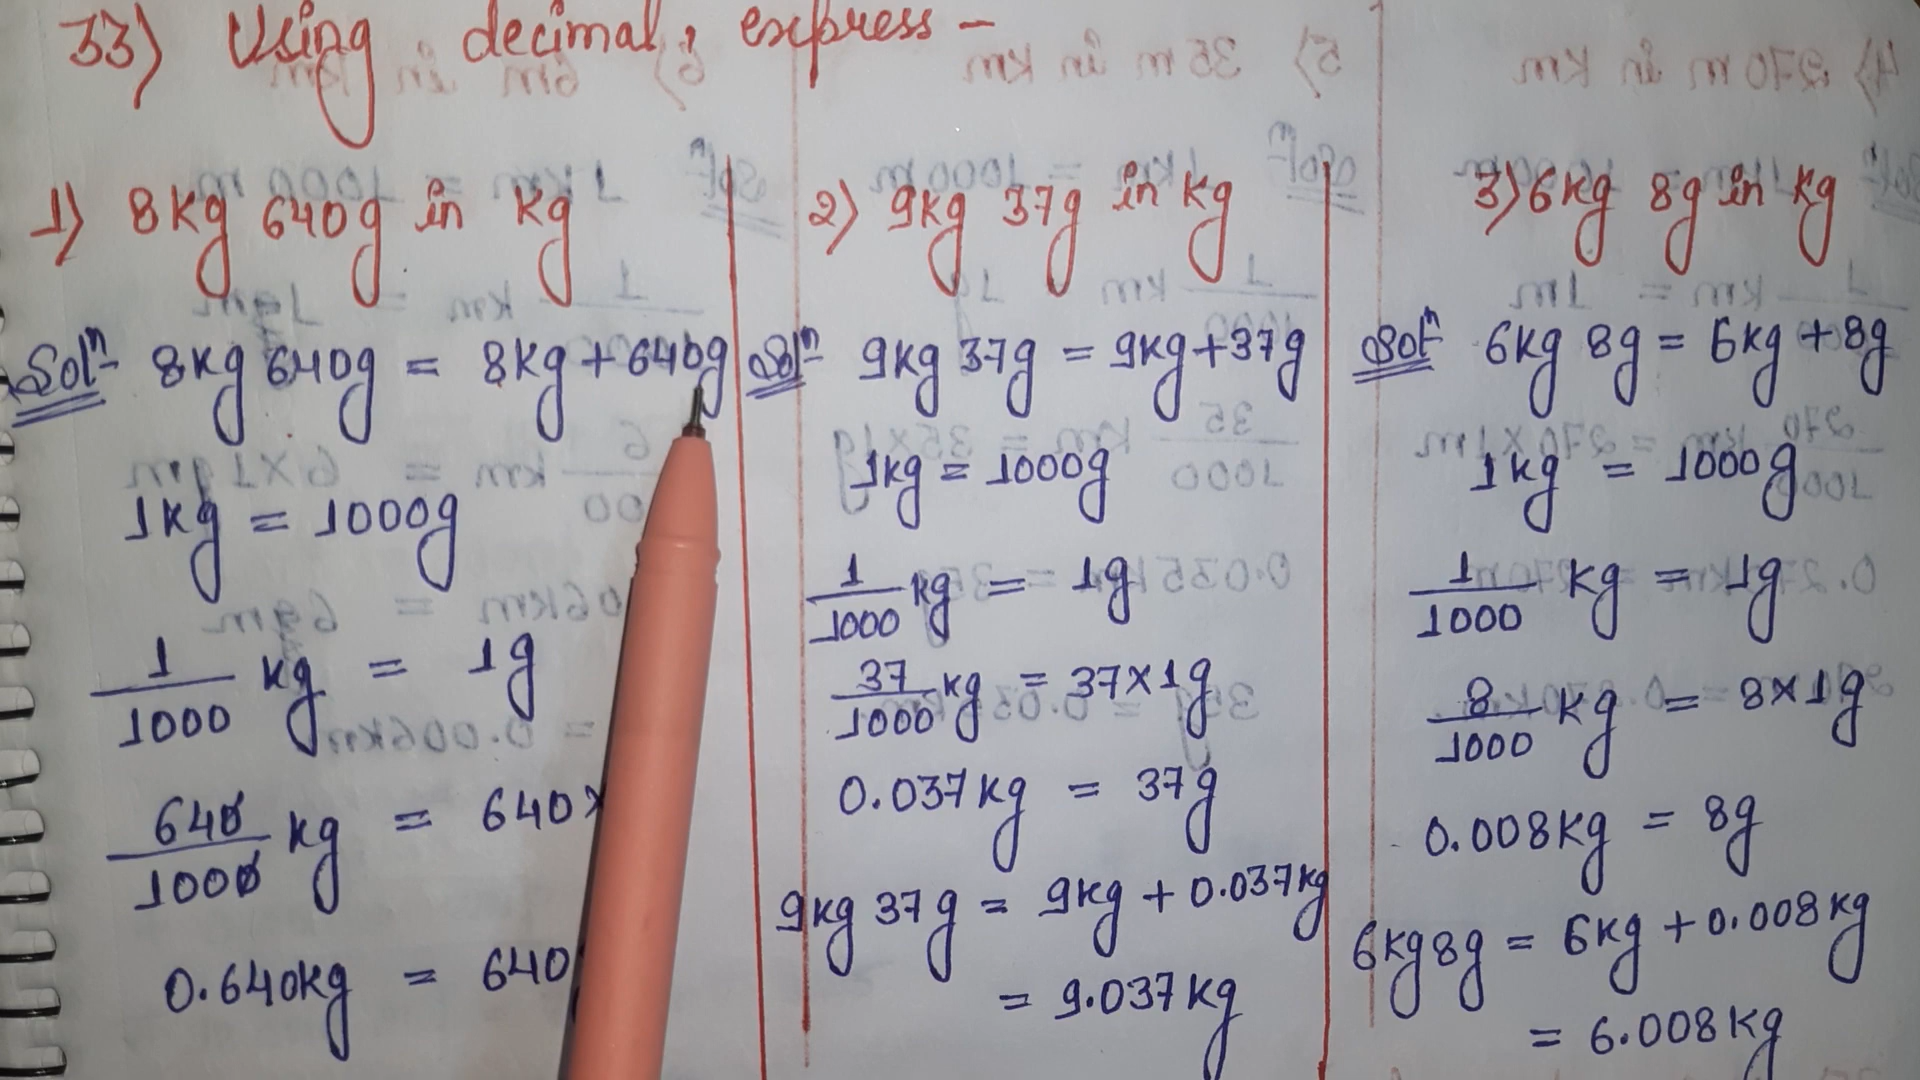 33) Using decimal, express -
1) 8kg 640g in kg
Solⁿ- 8kg 640g = 8kg + 640g
1kg = 1000g
1/1000 kg = 1g
640/1000 kg = 640×
0.640kg = 640
2) 9kg 37g in kg
Solⁿ- 9kg 37g = 9kg + 37g
1kg = 1000g
1/1000 kg = 1g
37/1000 kg = 37×1g
0.037kg = 37g
9kg 37g = 9kg + 0.037kg
= 9.037kg
3) 6kg 8g in kg
Solⁿ- 6kg 8g = 6kg + 8g
1kg = 1000g
1/1000 kg = 1g
8/1000 kg = 8×1g
0.008kg = 8g
6kg 8g = 6kg + 0.008kg
= 6.008kg